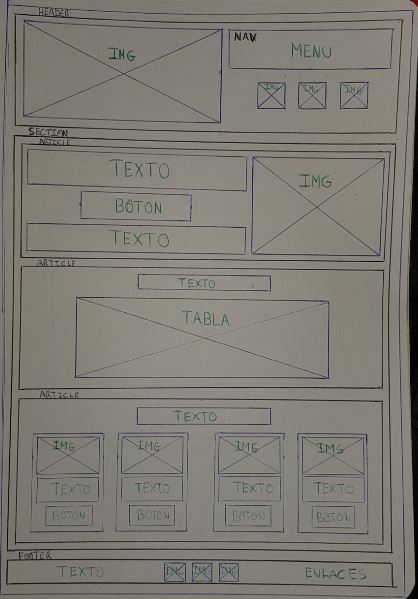 HEADER
IMG
NAV
MENU
IMG IMG IMG
SECTION
ARTICLE
TEXTO
BOTON
TEXTO
IMG
ARTICLE
TEXTO
TABLA
ARTICLE
TEXTO
IMG IMG IMG IMG
TEXTO TEXTO TEXTO TEXTO
BOTON BOTON BOTON BOTON
FOOTER
TEXTO IMG IMG IMG ENLACES